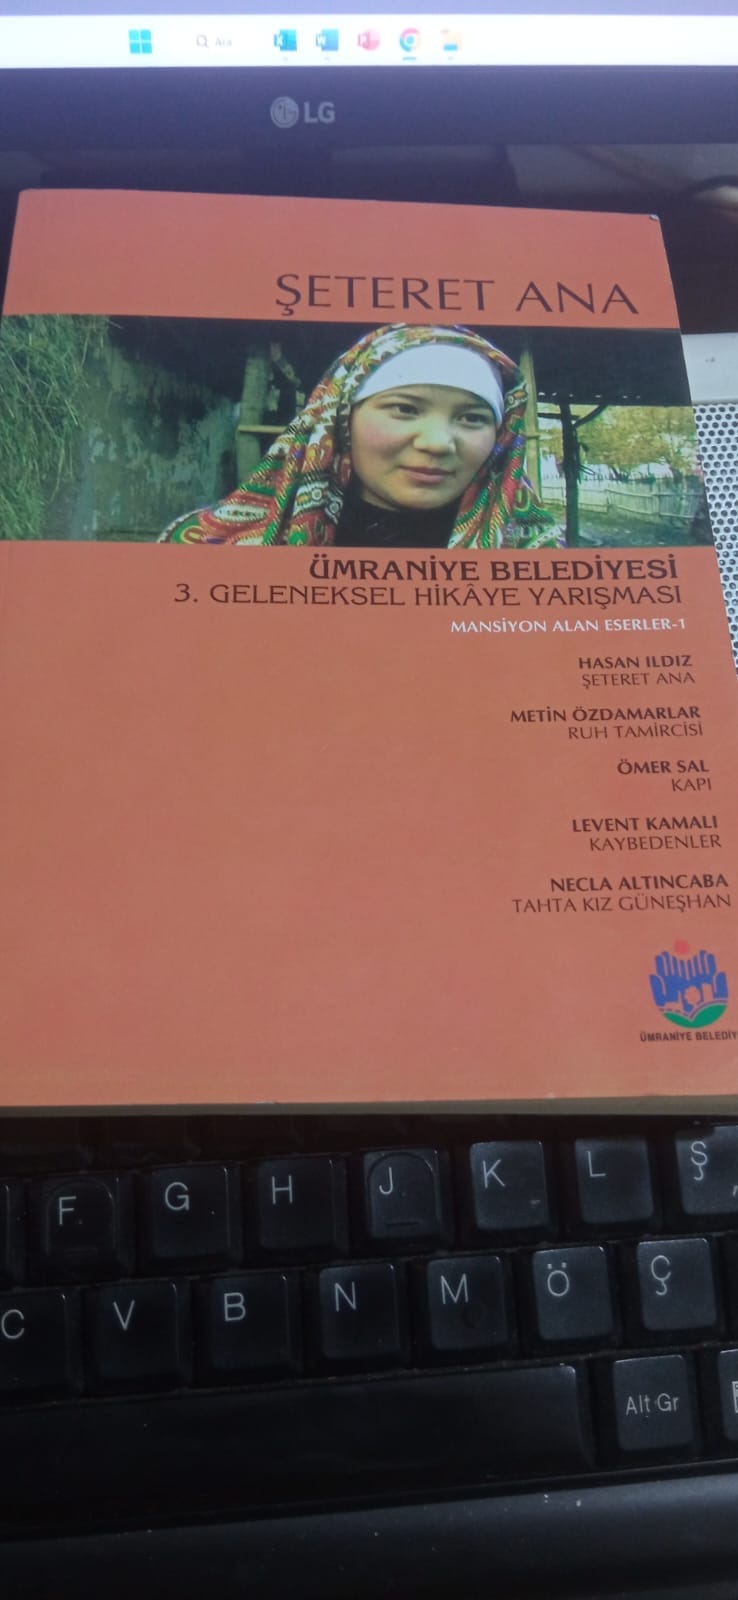 Ara
LG
ŞETERET ANA
ÜMRANİYE BELEDİYESİ
3. GELENEKSEL HİKÂYE YARIŞMASI
MANSİYON ALAN ESERLER-1
HASAN ILDIZ
ŞETERET ANA
METİN ÖZDAMARLAR
RUH TAMİRCİSİ
ÖMER SAL
KAPI
LEVENT KAMALI
KAYBEDENLER
NECLA ALTINCABA
TAHTA KIZ GÜNEŞHAN
ÜMRANİYE BELEDİY
F G H J K L Ş
C V B N M Ö Ç
Alt Gr